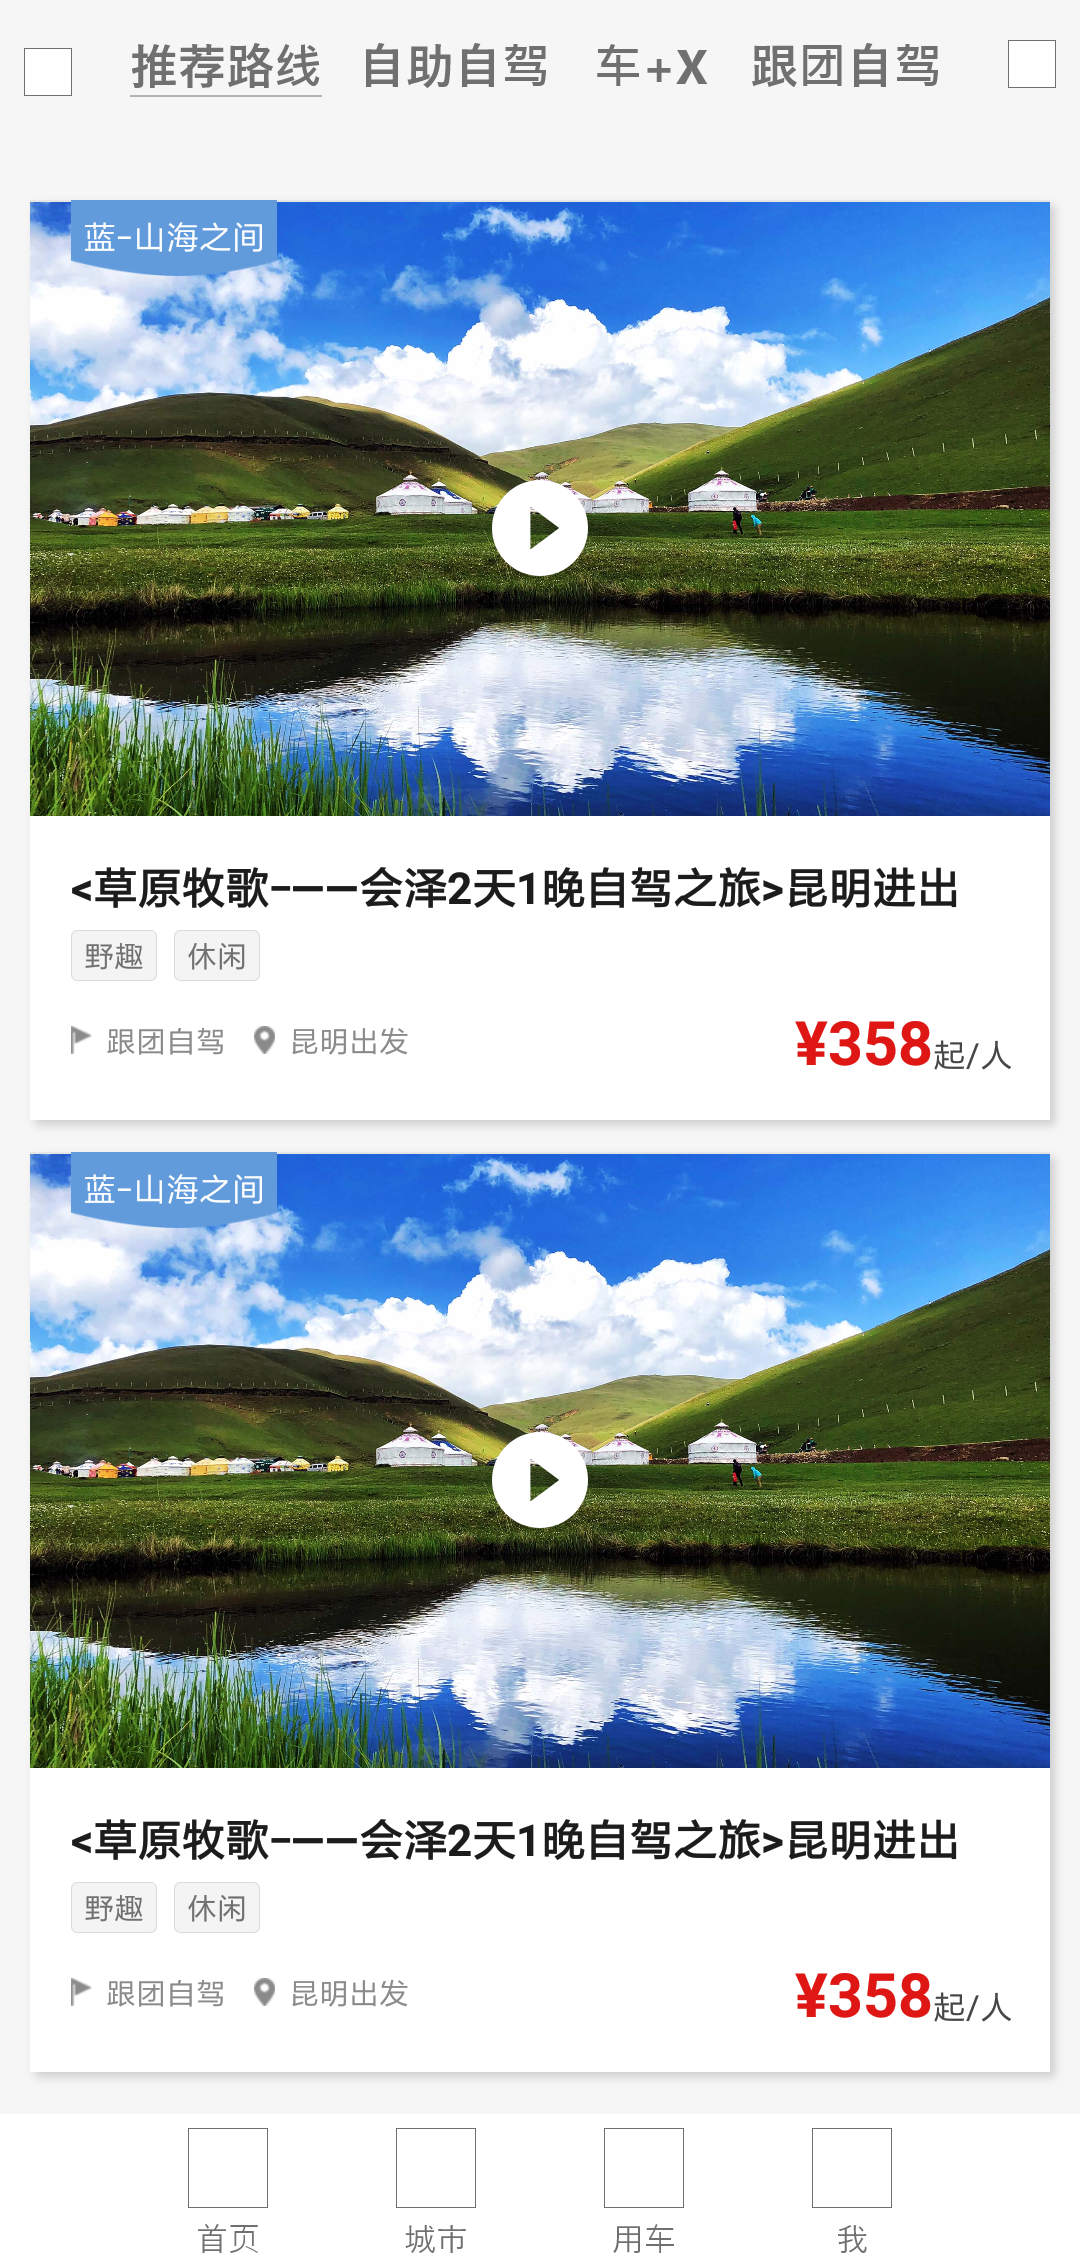 推荐路线 自助自驾 车+X 跟团自驾
蓝-山海之间
<草原牧歌---会泽2天1晚自驾之旅>昆明进出
野趣 休闲
跟团自驾 昆明出发 ¥358起/人
蓝-山海之间
<草原牧歌---会泽2天1晚自驾之旅>昆明进出
野趣 休闲
跟团自驾 昆明出发 ¥358起/人
首页 城市 用车 我